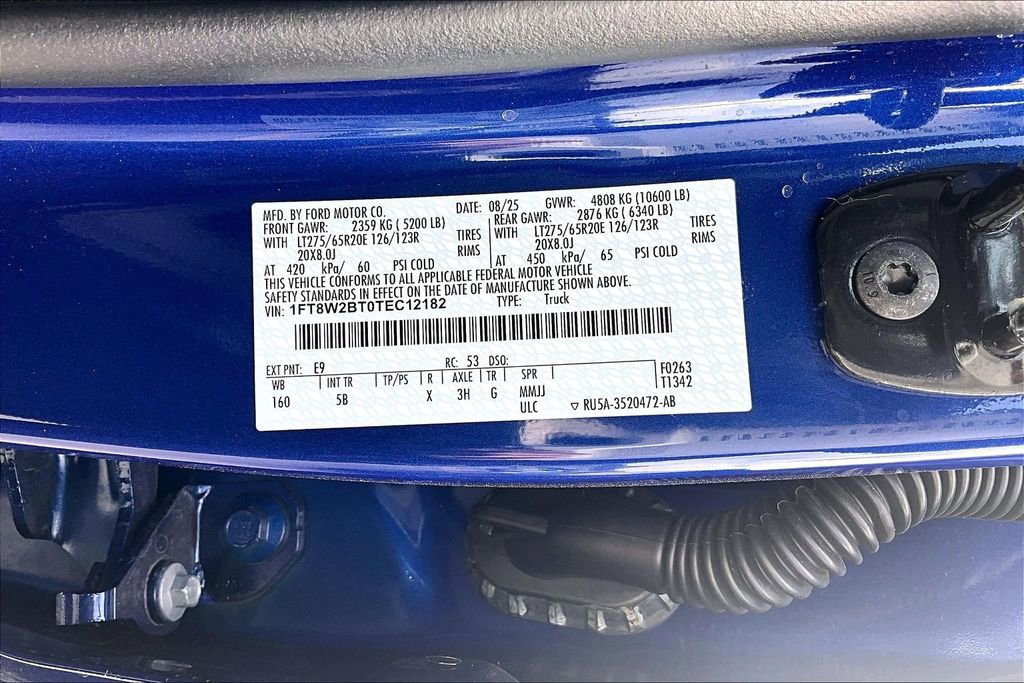 MFD. BY FORD MOTOR CO. DATE: 08/25 GVWR: 4808 KG (10600 LB)
FRONT GAWR: 2359 KG ( 5200 LB) REAR GAWR: 2876 KG ( 6340 LB)
WITH LT275/65R20E 126/123R TIRES WITH LT275/65R20E 126/123R TIRES
20X8.0J RIMS 20X8.0J RIMS
AT 420 kPa/ 60 PSI COLD AT 450 kPa/ 65 PSI COLD
THIS VEHICLE CONFORMS TO ALL APPLICABLE FEDERAL MOTOR VEHICLE
SAFETY STANDARDS IN EFFECT ON THE DATE OF MANUFACTURE SHOWN ABOVE.
VIN: 1FT8W2BT0TEC12182 TYPE: Truck
EXT PNT: E9 RC: 53 DSO:
WB INT TR TP/PS R AXLE TR SPR F0263
160 5B X 3H G MMJJ T1342
ULC ▽ RU5A-3520472-AB